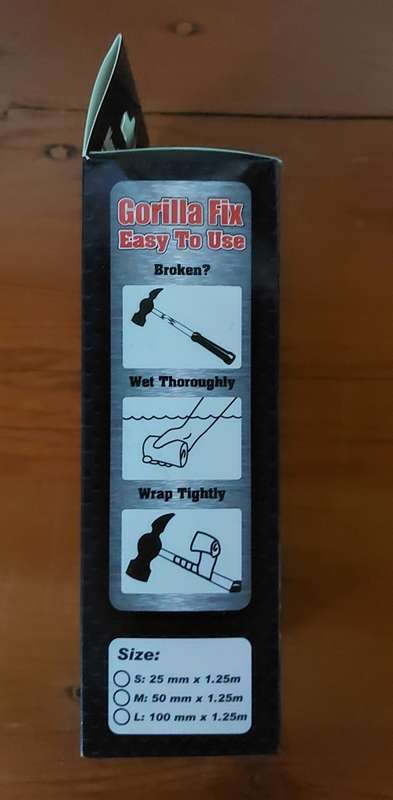 Gorilla Fix
Easy To Use
Broken?
Wet Thoroughly
Wrap Tightly
Size:
S: 25 mm x 1.25m
M: 50 mm x 1.25m
L: 100 mm x 1.25m